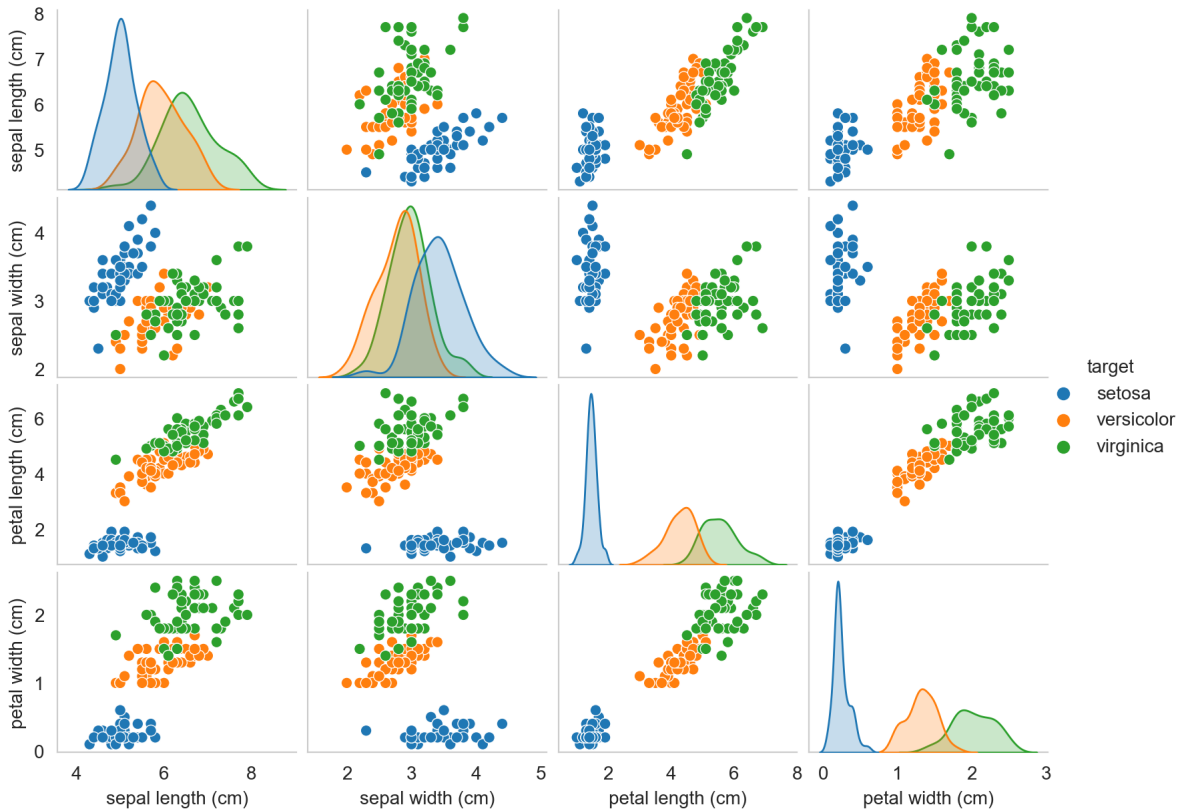 sepal length (cm)
8
7
6
5
sepal width (cm)
4
3
2
petal length (cm)
6
4
2
petal width (cm)
2
1
0
4 6 8
2 3 4 5
0 2 4 6 8
0 1 2 3
sepal length (cm)
sepal width (cm)
petal length (cm)
petal width (cm)
target
setosa
versicolor
virginica